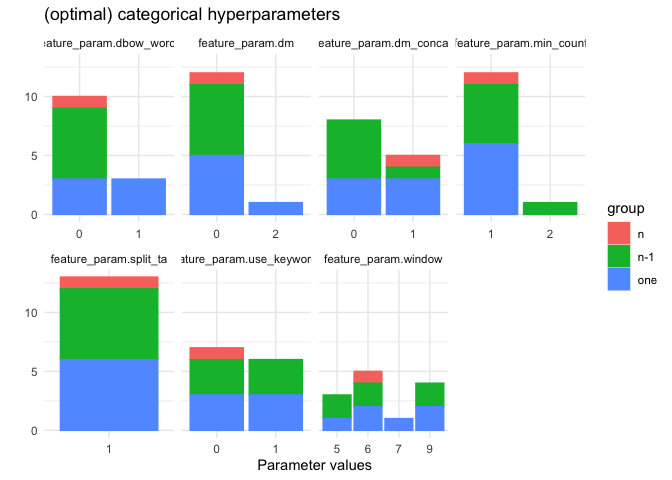 (optimal) categorical hyperparameters
eature_param.dbow_word
feature_param.dm
eature_param.dm_conca
feature_param.min_count
10
5
0
0 1
0 2
0 1
1 2
group
n
n-1
one
feature_param.split_ta
ature_param.use_keywor
feature_param.window
10
5
0
1
0 1
5 6 7 9
Parameter values